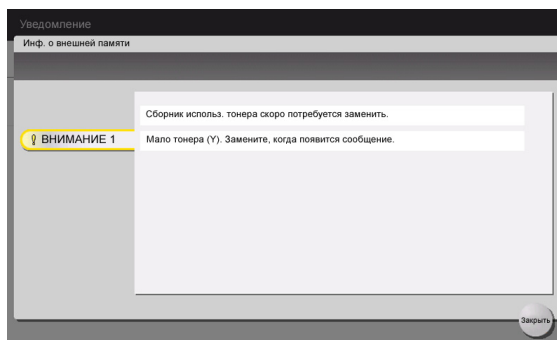 Уведомление
Инф. о внешней памяти
Сборник использ. тонера скоро потребуется заменить.
ВНИМАНИЕ 1
Мало тонера (Y). Замените, когда появится сообщение.
Закрыть